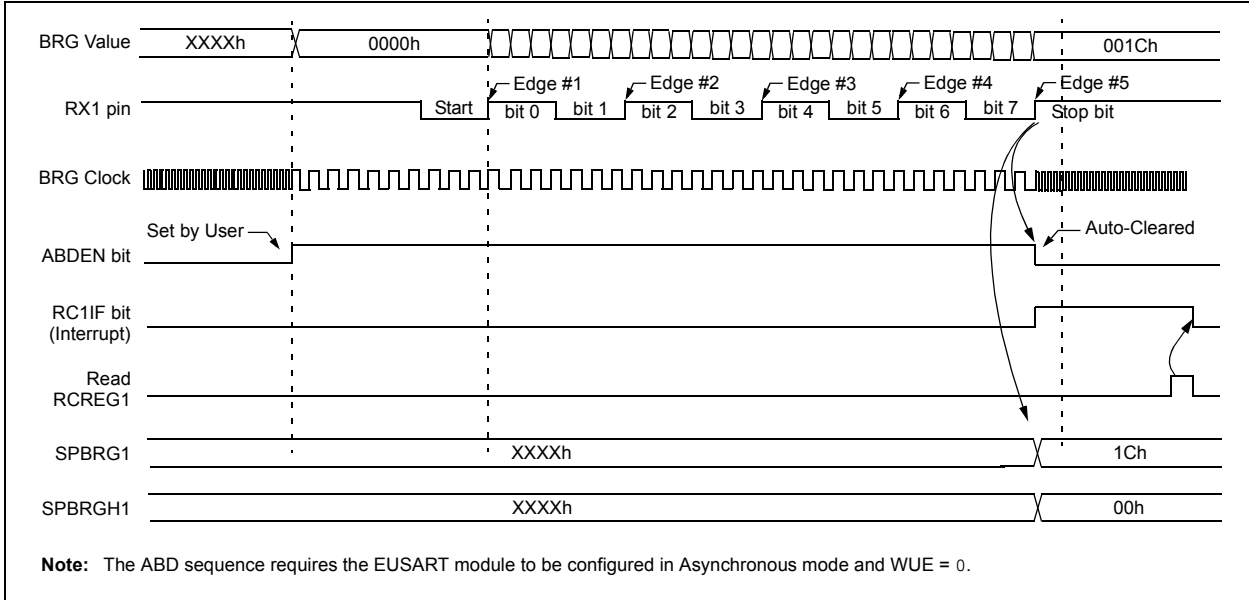 BRG Value XXXXh 0000h 001Ch
Edge #1 Edge #2 Edge #3 Edge #4 Edge #5
RX1 pin Start bit 0 bit 1 bit 2 bit 3 bit 4 bit 5 bit 6 bit 7 Stop bit
BRG Clock
Set by User Auto-Cleared
ABDEN bit
RC1IF bit
(Interrupt)
Read
RCREG1
SPBRG1 XXXXh 1Ch
SPBRGH1 XXXXh 00h
Note: The ABD sequence requires the EUSART module to be configured in Asynchronous mode and WUE = 0.